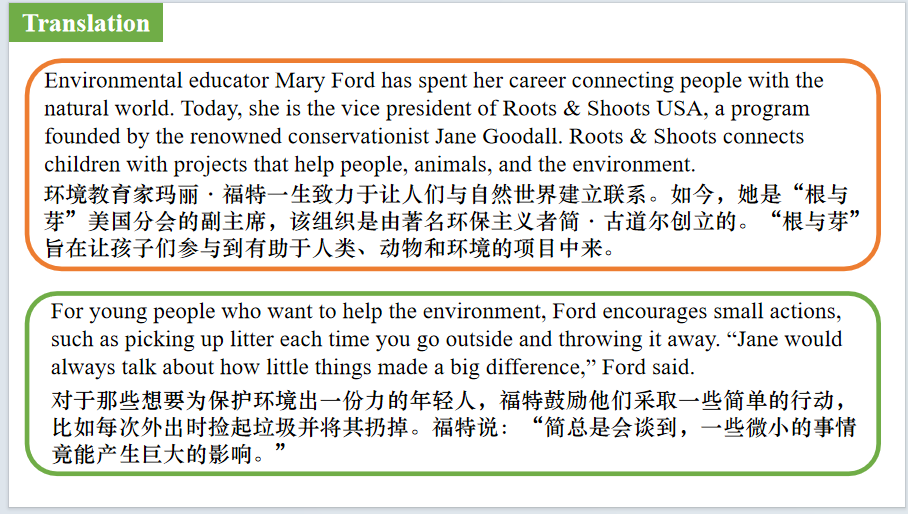 Translation
Environmental educator Mary Ford has spent her career connecting people with the
natural world. Today, she is the vice president of Roots & Shoots USA, a program
founded by the renowned conservationist Jane Goodall. Roots & Shoots connects
children with projects that help people, animals, and the environment.
环境教育家玛丽·福特一生致力于让人们与自然世界建立联系。如今，她是“根与
芽”美国分会的副主席，该组织是由著名环保主义者简·古道尔创立的。“根与芽”
旨在让孩子们参与到有助于人类、动物和环境的项目中来。
For young people who want to help the environment, Ford encourages small actions,
such as picking up litter each time you go outside and throwing it away. “Jane would
always talk about how little things made a big difference,” Ford said.
对于那些想要为保护环境出一份力的年轻人，福特鼓励他们采取一些简单的行动，
比如每次外出时捡起垃圾并将其扔掉。福特说：“简总是会谈到，一些微小的事情
竟能产生巨大的影响。”